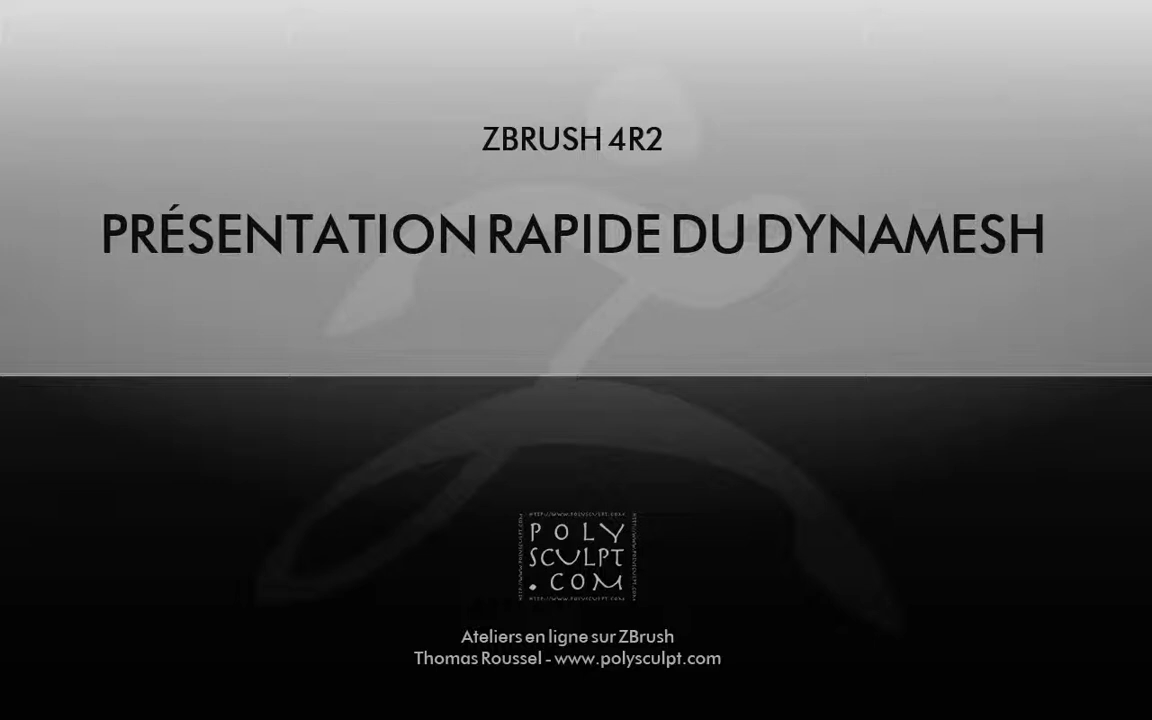 ZBRUSH 4R2
PRÉSENTATION RAPIDE DU DYNAMESH
POLY
SCULPT
.COM
Ateliers en ligne sur ZBrush
Thomas Roussel - www.polysculpt.com